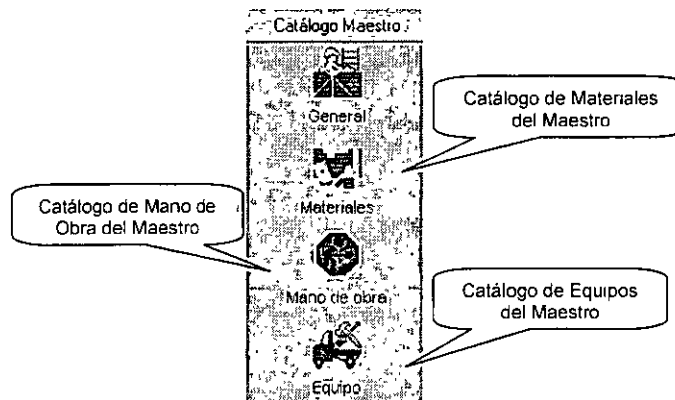 Catálogo Maestro
General
Catálogo de Materiales
del Maestro
Materiales
Catálogo de Mano de
Obra del Maestro
Mano de obra
Catálogo de Equipos
del Maestro
Equipo